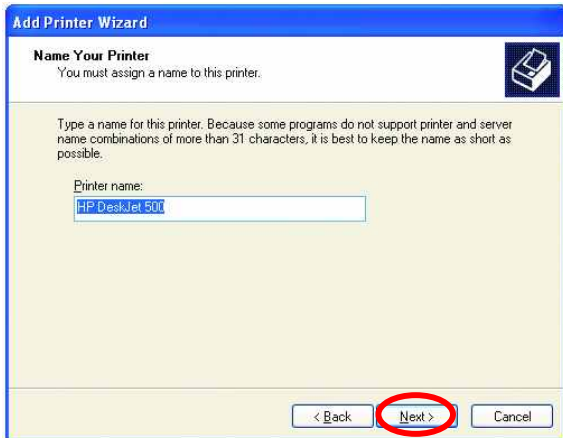 Add Printer Wizard
Name Your Printer
You must assign a name to this printer.
Type a name for this printer. Because some programs do not support printer and server
name combinations of more than 31 characters, it is best to keep the name as short as
possible.
Printer name:
HP DeskJet 500
< Back Next > Cancel